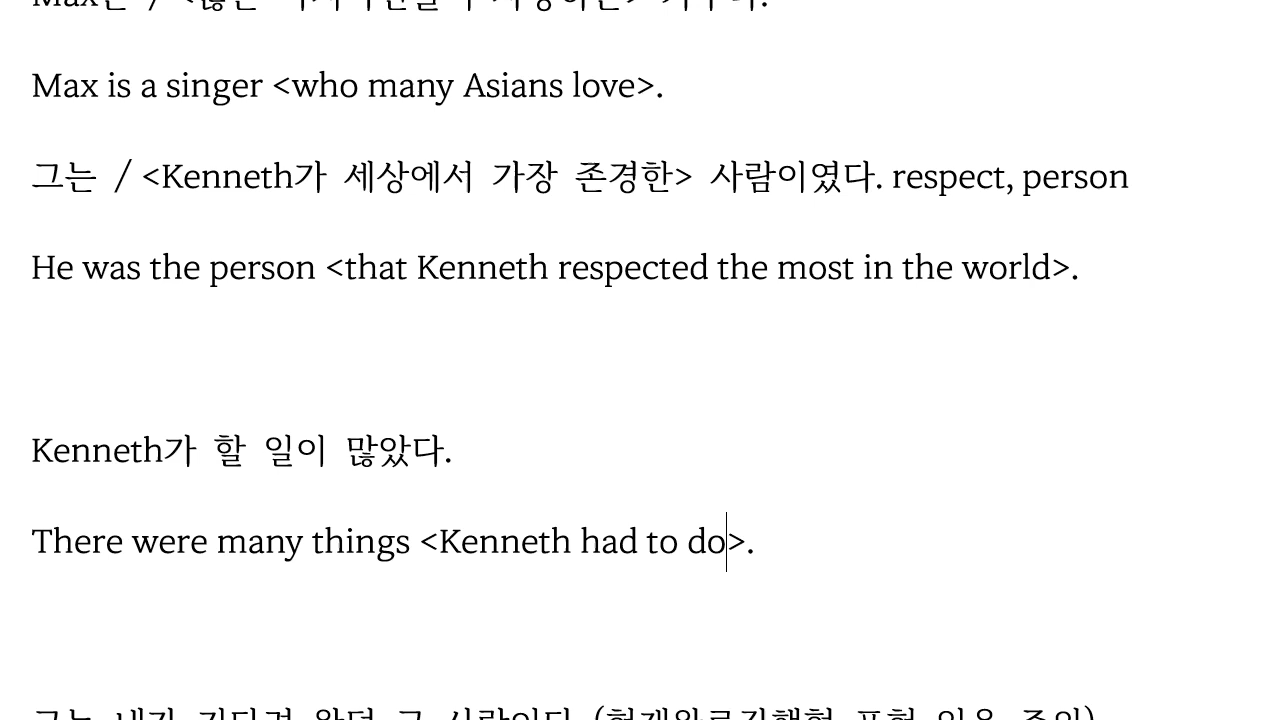 Max is a singer <who many Asians love>.
그는 / <Kenneth가 세상에서 가장 존경한> 사람이였다. respect, person
He was the person <that Kenneth respected the most in the world>.
Kenneth가 할 일이 많았다.
There were many things <Kenneth had to do>.